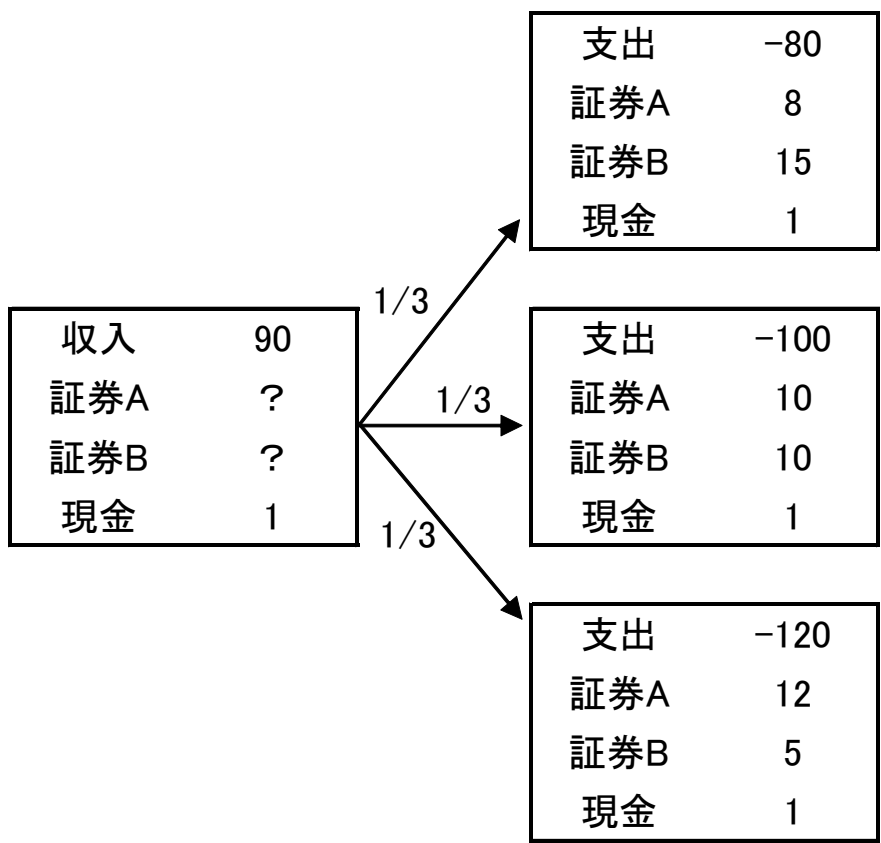 収入 90
証券A ?
証券B ?
現金 1
1/3
1/3
1/3
支出 -80
証券A 8
証券B 15
現金 1
支出 -100
証券A 10
証券B 10
現金 1
支出 -120
証券A 12
証券B 5
現金 1